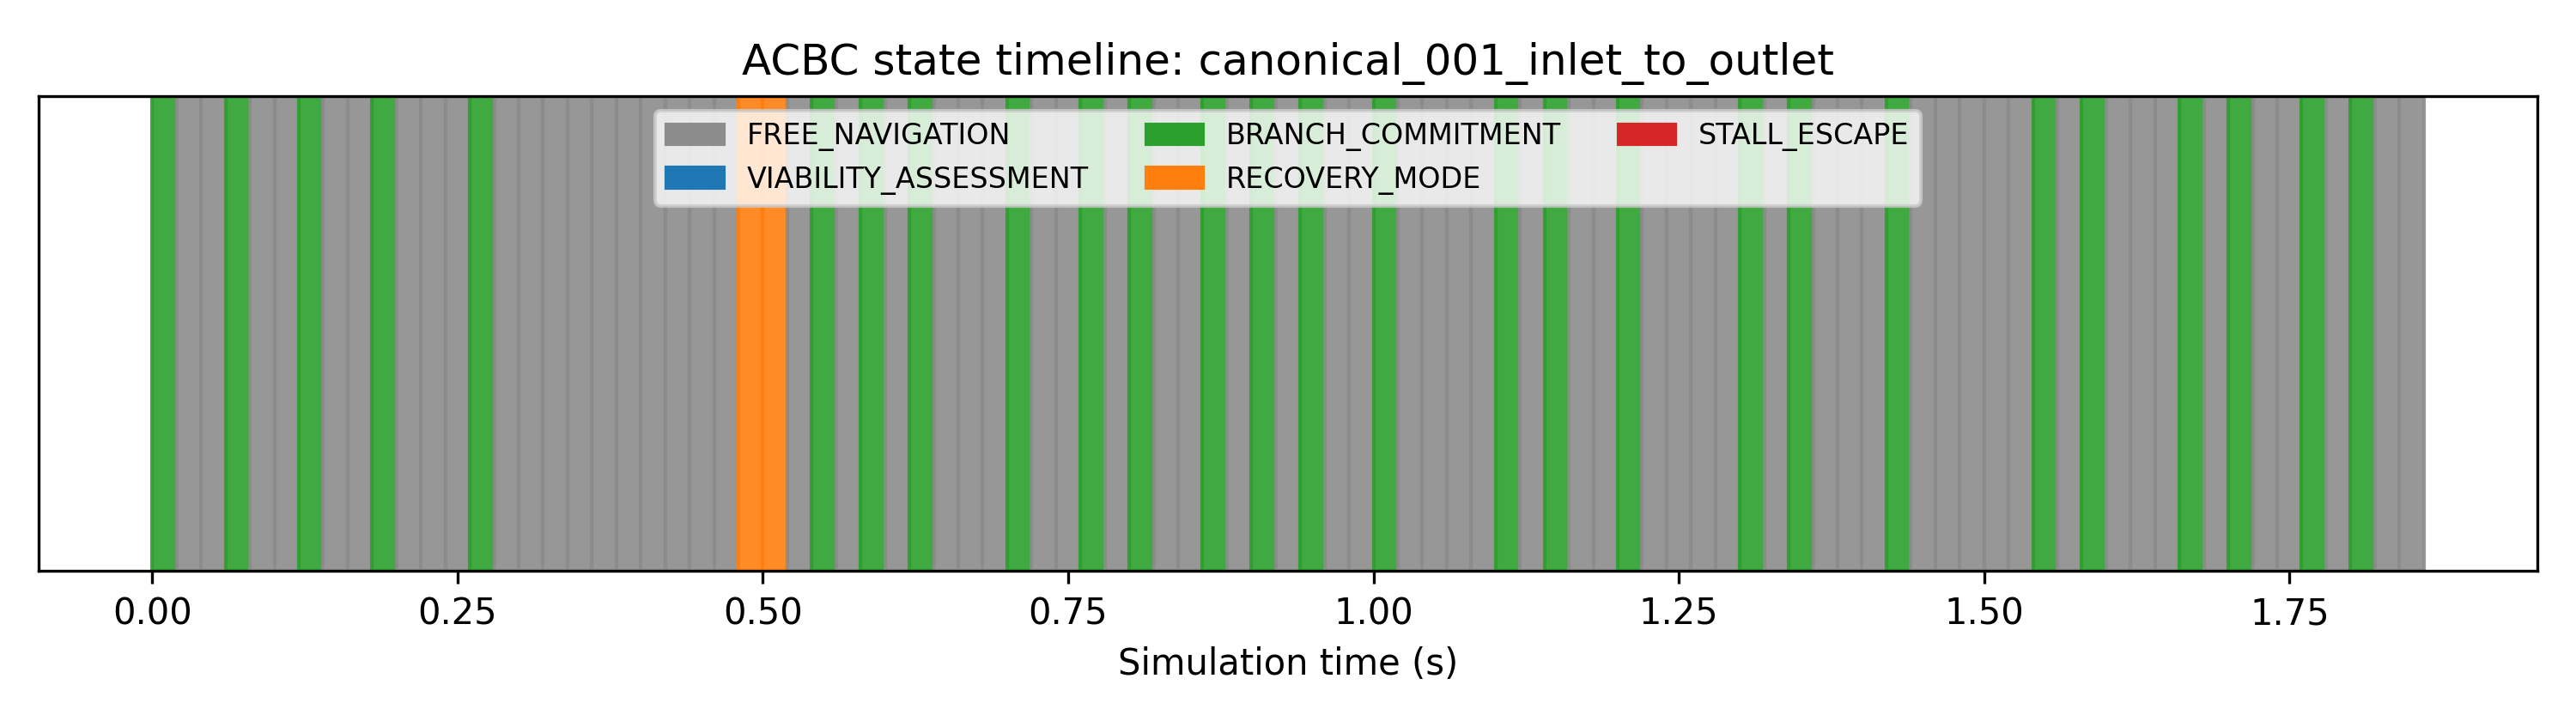 ACBC state timeline: canonical_001_inlet_to_outlet
FREE_NAVIGATION
VIABILITY_ASSESSMENT
BRANCH_COMMITMENT
RECOVERY_MODE
STALL_ESCAPE
0.00 0.25 0.50 0.75 1.00 1.25 1.50 1.75
Simulation time (s)